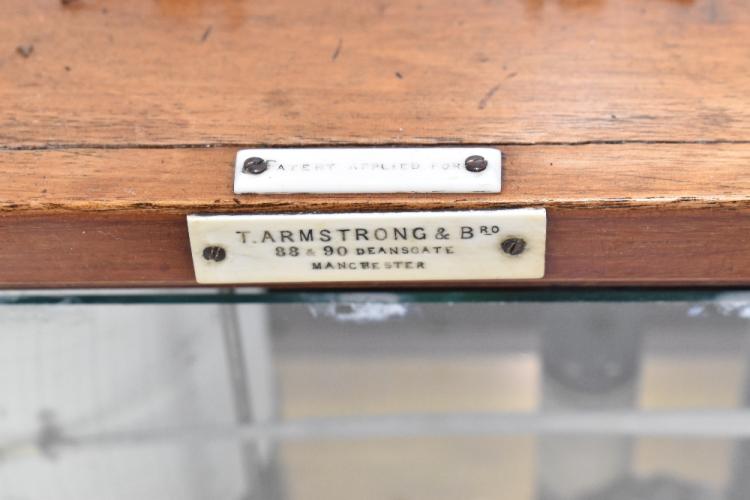 PATENT APPLIED FOR
T. ARMSTRONG & BRO
88 & 90 DEANSGATE
MANCHESTER